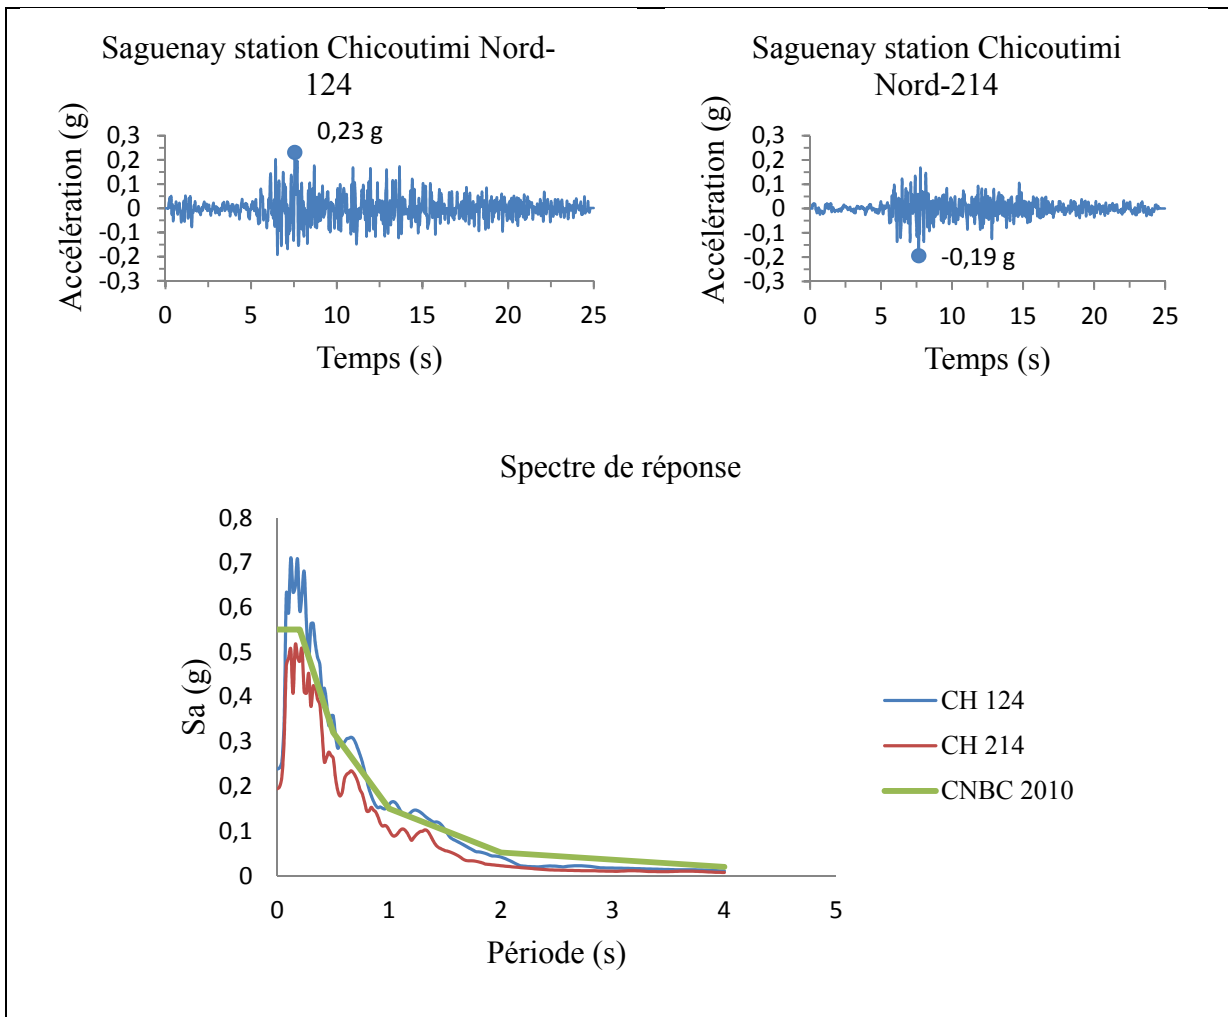 Saguenay station Chicoutimi Nord-
124
0,23 g
0,3
0,2
0,1
0
-0,1
-0,2
-0,3
Accélération (g)
0 5 10 15 20 25
Temps (s)
Saguenay station Chicoutimi
Nord-214
0,3
0,2
0,1
0
-0,1
-0,2
-0,3
Accélération (g)
-0,19 g
0 5 10 15 20 25
Temps (s)
Spectre de réponse
0,8
0,7
0,6
0,5
0,4
0,3
0,2
0,1
0
Sa (g)
0 1 2 3 4 5
Période (s)
CH 124
CH 214
CNBC 2010